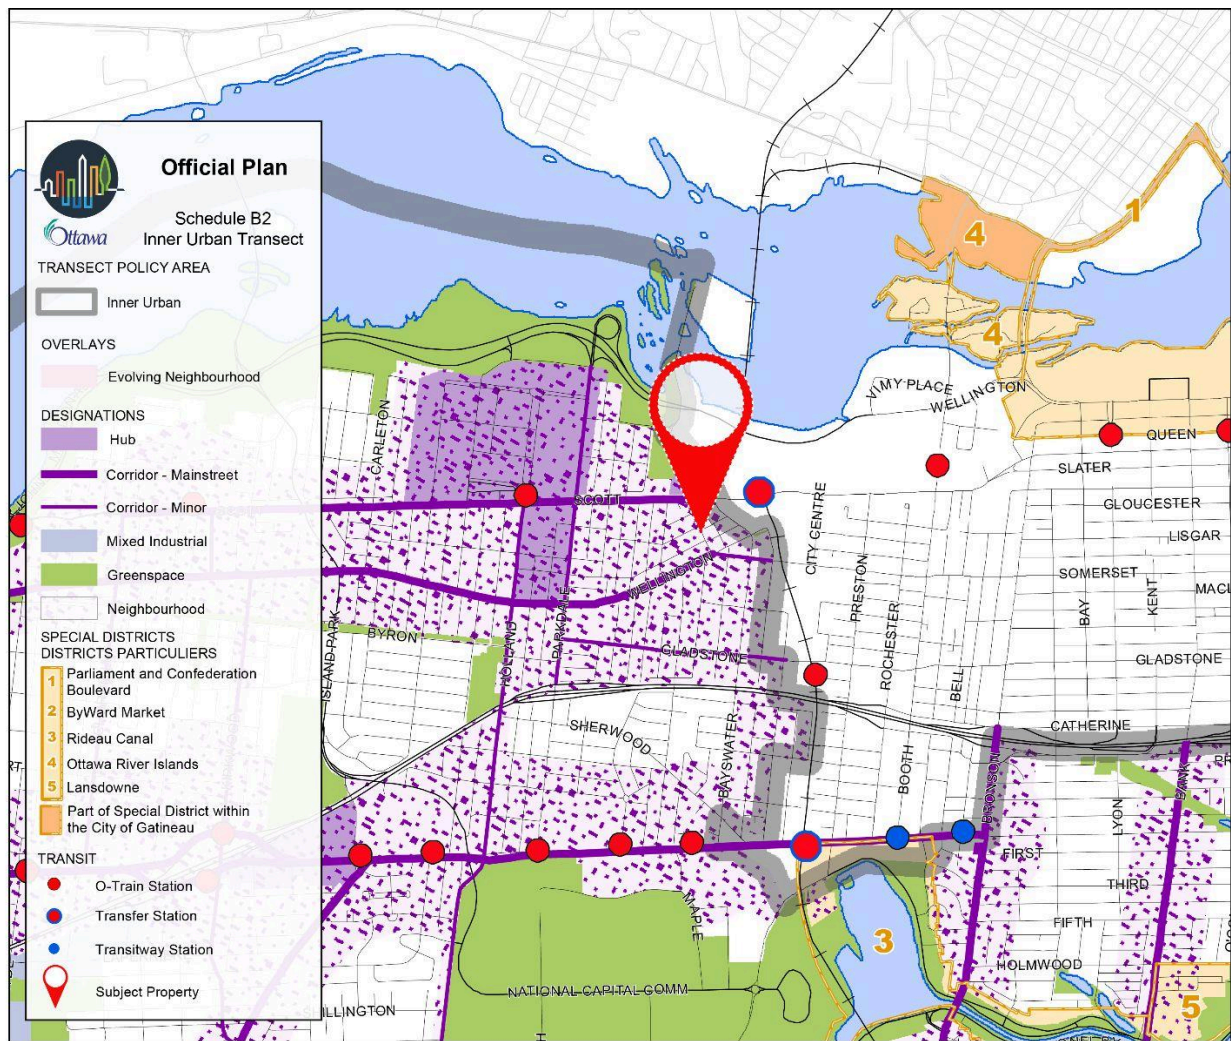 Official Plan
Schedule B2
Inner Urban Transect
Ottawa
TRANSECT POLICY AREA
Inner Urban
OVERLAYS
Evolving Neighbourhood
DESIGNATIONS
Hub
Corridor - Mainstreet
Corridor - Minor
Mixed Industrial
Greenspace
Neighbourhood
SPECIAL DISTRICTS
DISTRICTS PARTICULIERS
1 Parliament and Confederation
Boulevard
2 ByWard Market
3 Rideau Canal
4 Ottawa River Islands
5 Lansdowne
Part of Special District within
the City of Gatineau
TRANSIT
O-Train Station
Transfer Station
Transitway Station
Subject Property
1
4
4
VIMY PLACE
WELLINGTON
QUEEN
SLATER
GLOUCESTER
LISGAR
SOMERSET
MACL
BAY
KENT
GLADSTONE
CARLETON
SCOTT
CITY CENTRE
PRESTON
ROCHESTER
BELL
WELLINGTON
PARKDALE
HOLLAND
ISLAND PARK
BYRON
GLADSTONE
SHERWOOD
BAYSWATER
BOOTH
CATHERINE
BRONSON
BANK
LYON
FIRST
THIRD
FIFTH
HOLMWOOD
MAPLE
3
5
NATIONAL CAPITAL COMM
ILLINGTON